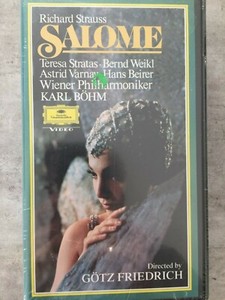 Richard Strauss
SALOME
Teresa Stratas · Bernd Weikl
Astrid Varnay · Hans Beirer
Wiener Philharmoniker
KARL BÖHM
VIDEO
Directed by
GÖTZ FRIEDRICH